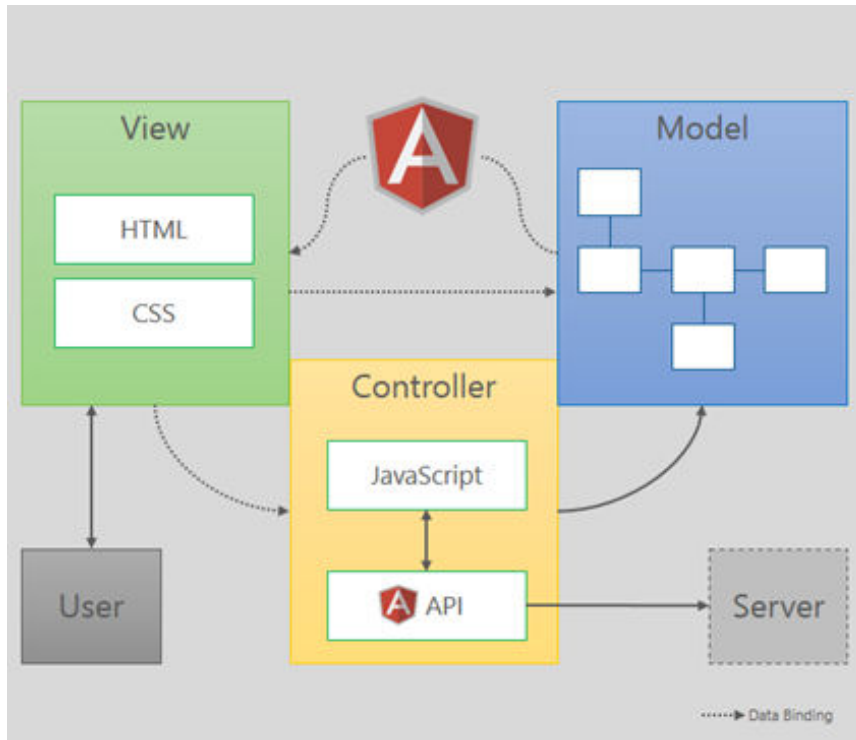 View
Model
HTML
CSS
Controller
JavaScript
API
User
Server
Data Binding